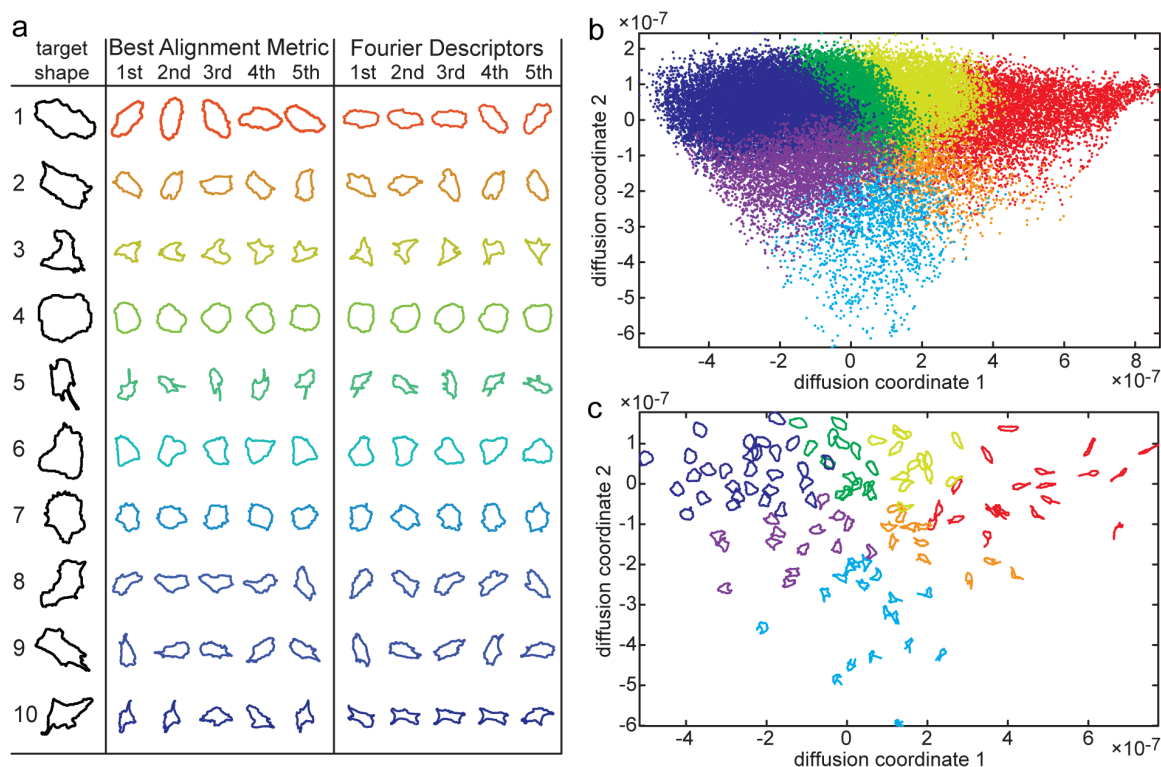 a
target shape
Best Alignment Metric
Fourier Descriptors
1st 2nd 3rd 4th 5th
1st 2nd 3rd 4th 5th
1
2
3
4
5
6
7
8
9
10
b
×10-7
2
1
0
-1
-2
-3
-4
-5
-6
diffusion coordinate 2
-4 -2 0 2 4 6 8
diffusion coordinate 1
×10-7
c
×10-7
1
0
-1
-2
-3
-4
-5
-6
diffusion coordinate 2
-4 -2 0 2 4 6
diffusion coordinate 1
×10-7